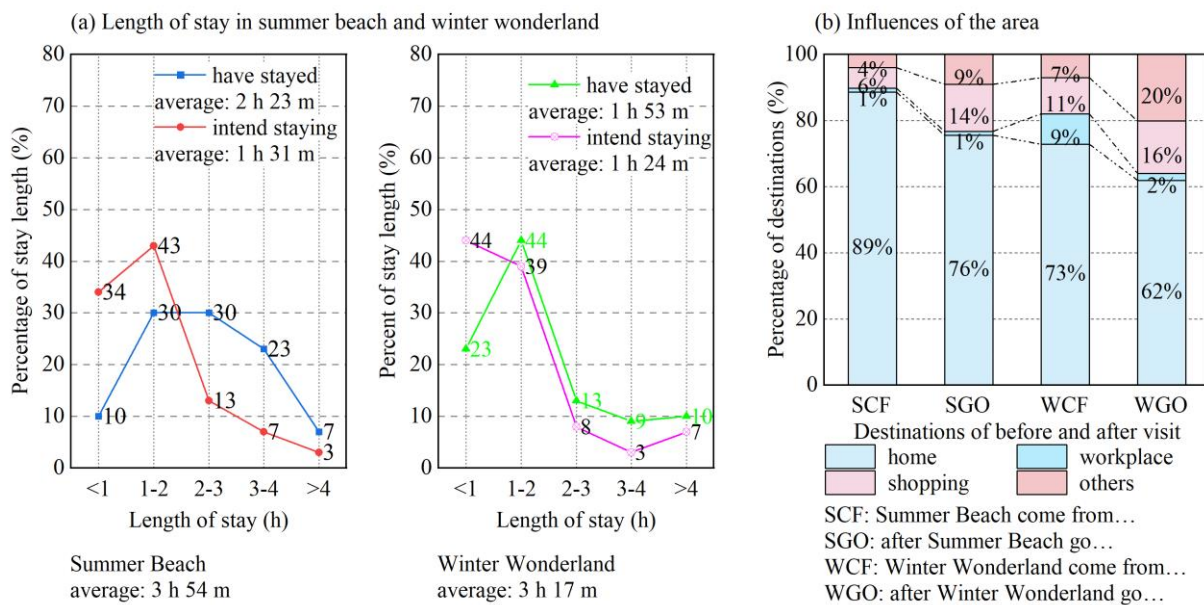 (a) Length of stay in summer beach and winter wonderland
80
70
60
50
40
30
20
10
0
Percentage of stay length (%)
have stayed
average: 2 h 23 m
intend staying
average: 1 h 31 m
34
43
13
7
3
10
30
30
23
7
<1
1-2
2-3
3-4
>4
Length of stay (h)
Summer Beach
average: 3 h 54 m
80
70
60
50
40
30
20
10
0
Percent of stay length (%)
have stayed
average: 1 h 53 m
intend staying
average: 1 h 24 m
44
39
8
3
7
23
44
13
9
10
<1
1-2
2-3
3-4
>4
Length of stay (h)
Winter Wonderland
average: 3 h 17 m
(b) Influences of the area
100
80
60
40
20
0
Percentage of destinations (%)
4%
6%
1%
89%
9%
14%
1%
76%
7%
11%
9%
73%
20%
16%
2%
62%
SCF
SGO
WCF
WGO
Destinations of before and after visit
home
workplace
shopping
others
SCF: Summer Beach come from…
SGO: after Summer Beach go…
WCF: Winter Wonderland come from…
WGO: after Winter Wonderland go…